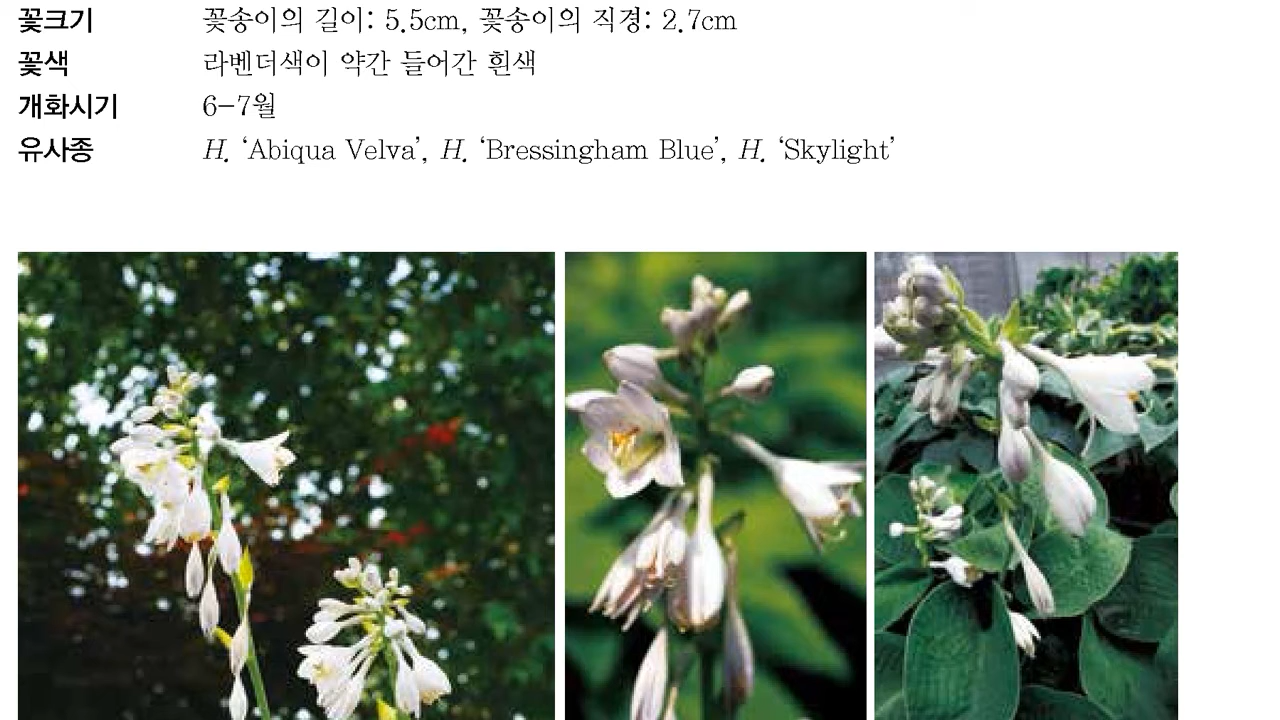 꽃크기 꽃송이의 길이: 5.5cm, 꽃송이의 직경: 2.7cm
꽃색 라벤더색이 약간 들어간 흰색
개화시기 6-7월
유사종 H. ‘Abiqua Velva’, H. ‘Bressingham Blue’, H. ‘Skylight’